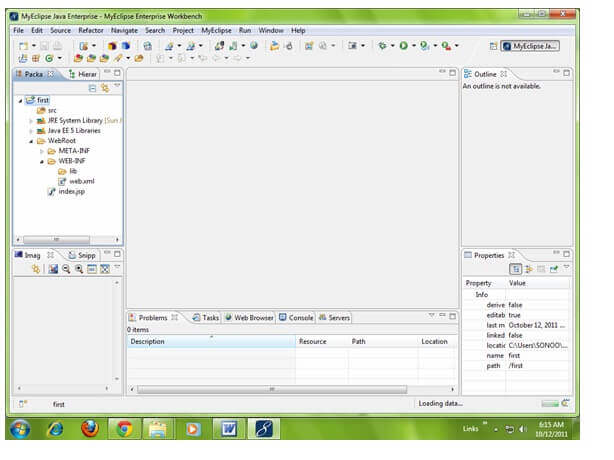 MyEclipse Java Enterprise - MyEclipse Enterprise Workbench
File Edit Source Refactor Navigate Search Project MyEclipse Run Window Help
MyEclipse Ja...
Packa
Hierar
first
src
JRE System Library [Sun J
Java EE 5 Libraries
WebRoot
META-INF
WEB-INF
lib
web.xml
index.jsp
Outline
An outline is not available.
Imag
Snipp
Problems Tasks Web Browser Console Servers
0 items
Description Resource Path Location
Properties
Property Value
Info
derive false
editab true
last m October 12, 2011 ...
linked false
locatic C:\Users\SONOO\...
name first
path /first
first
Loading data...
Links
6:15 AM
10/12/2011